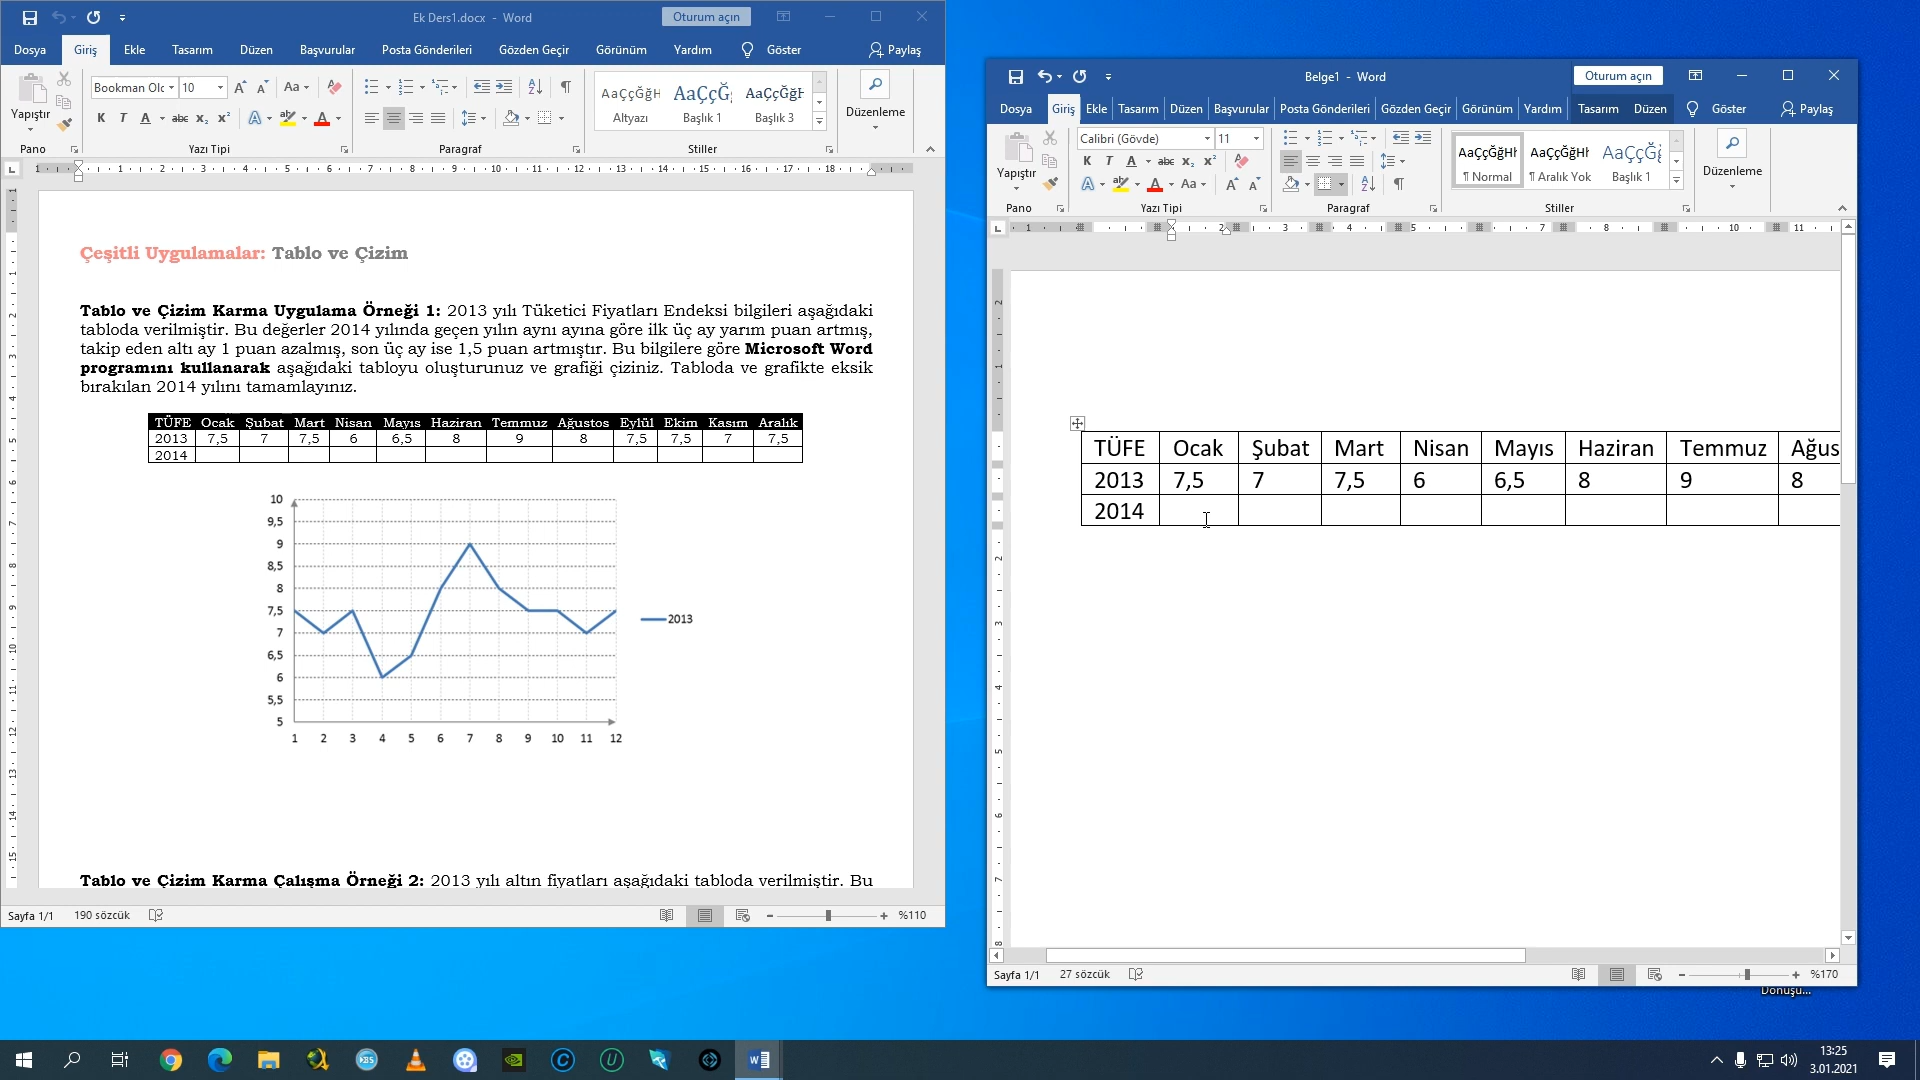 Ek Ders1.docx - Word
Oturum açın
Dosya Giriş Ekle Tasarım Düzen Başvurular Posta Gönderileri Gözden Geçir Görünüm Yardım Göster Paylaş
Yapıştır
Bookman Olc 10
AaÇçĞğH AaÇçĞğ AaÇçĞğF
Altyazı Başlık 1 Başlık 3
Düzenleme
Pano Yazı Tipi Paragraf Stiller
Çeşitli Uygulamalar: Tablo ve Çizim
Tablo ve Çizim Karma Uygulama Örneği 1: 2013 yılı Tüketici Fiyatları Endeksi bilgileri aşağıdaki
tabloda verilmiştir. Bu değerler 2014 yılında geçen yılın aynı ayına göre ilk üç ay yarım puan artmış,
takip eden altı ay 1 puan azalmış, son üç ay ise 1,5 puan artmıştır. Bu bilgilere göre Microsoft Word
programını kullanarak aşağıdaki tabloyu oluşturunuz ve grafiği çiziniz. Tabloda ve grafikte eksik
bırakılan 2014 yılını tamamlayınız.
TÜFE Ocak Şubat Mart Nisan Mayıs Haziran Temmuz Ağustos Eylül Ekim Kasım Aralık
2013 7,5 7 7,5 6 6,5 8 9 8 7,5 7,5 7 7,5
2014
10
9,5
9
8,5
8
7,5
7
6,5
6
5,5
5
1 2 3 4 5 6 7 8 9 10 11 12
2013
Tablo ve Çizim Karma Çalışma Örneği 2: 2013 yılı altın fiyatları aşağıdaki tabloda verilmiştir. Bu
Sayfa 1/1 190 sözcük %110
Belge1 - Word
Oturum açın
Dosya Giriş Ekle Tasarım Düzen Başvurular Posta Gönderileri Gözden Geçir Görünüm Yardım Tasarım Düzen Göster Paylaş
Yapıştır
Calibri (Gövde) 11
AaÇçĞğHł AaÇçĞğHł AaÇçĞğ
¶ Normal ¶ Aralık Yok Başlık 1
Düzenleme
Pano Yazı Tipi Paragraf Stiller
TÜFE Ocak Şubat Mart Nisan Mayıs Haziran Temmuz Ağus
2013 7,5 7 7,5 6 6,5 8 9 8
2014
Sayfa 1/1 27 sözcük %170
Dönüşü...
13:25
3.01.2021